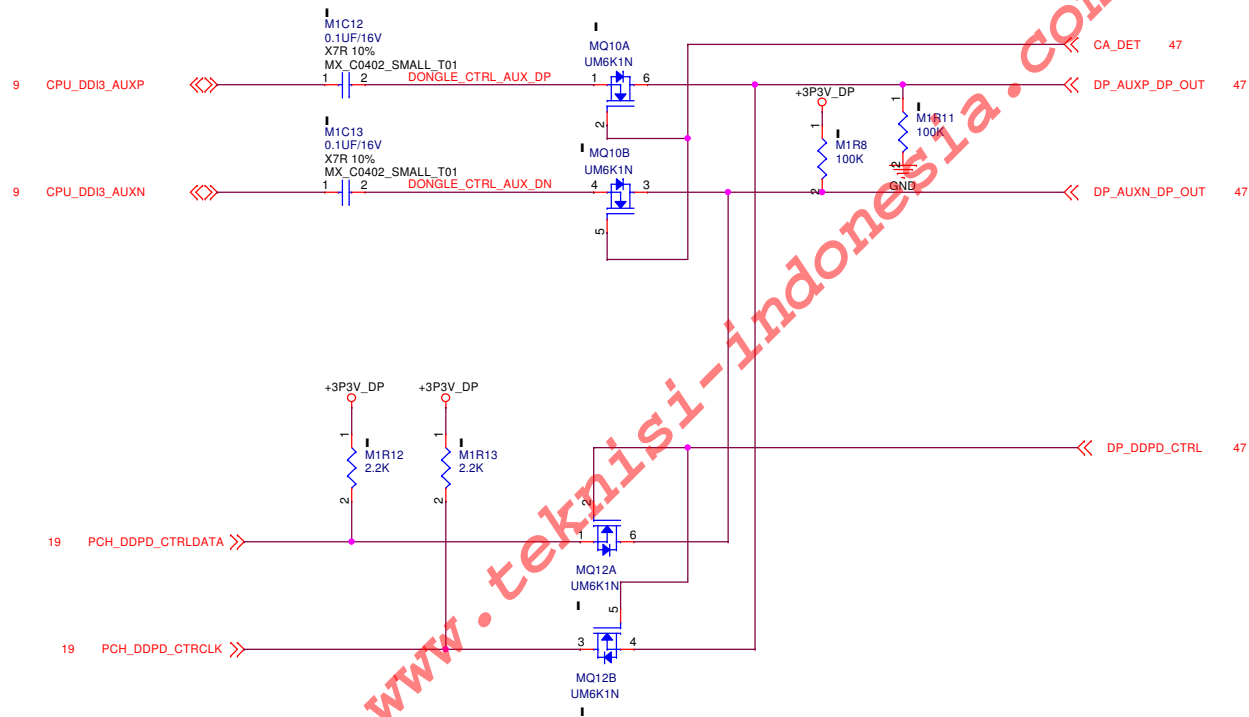 M1C12
0.1UF/16V
X7R 10%
MX_C0402_SMALL_T01
1 2
DONGLE_CTRL_AUX_DP
MQ10A
UM6K1N
1 6
2
CA_DET 47
9 CPU_DDI3_AUXP
DP_AUXP_DP_OUT 47
+3P3V_DP
1
M1R8
100K
2
1
M1R11
100K
2
GND
M1C13
0.1UF/16V
X7R 10%
MX_C0402_SMALL_T01
1 2
DONGLE_CTRL_AUX_DN
MQ10B
UM6K1N
4 3
5
9 CPU_DDI3_AUXN
DP_AUXN_DP_OUT 47
+3P3V_DP
+3P3V_DP
1
M1R12
2.2K
2
1
M1R13
2.2K
2
DP_DDPD_CTRL 47
2
19 PCH_DDPD_CTRLDATA
1 6
MQ12A
UM6K1N
5
19 PCH_DDPD_CTRCLK
3 4
MQ12B
UM6K1N
www.teknisi-indonesia.com